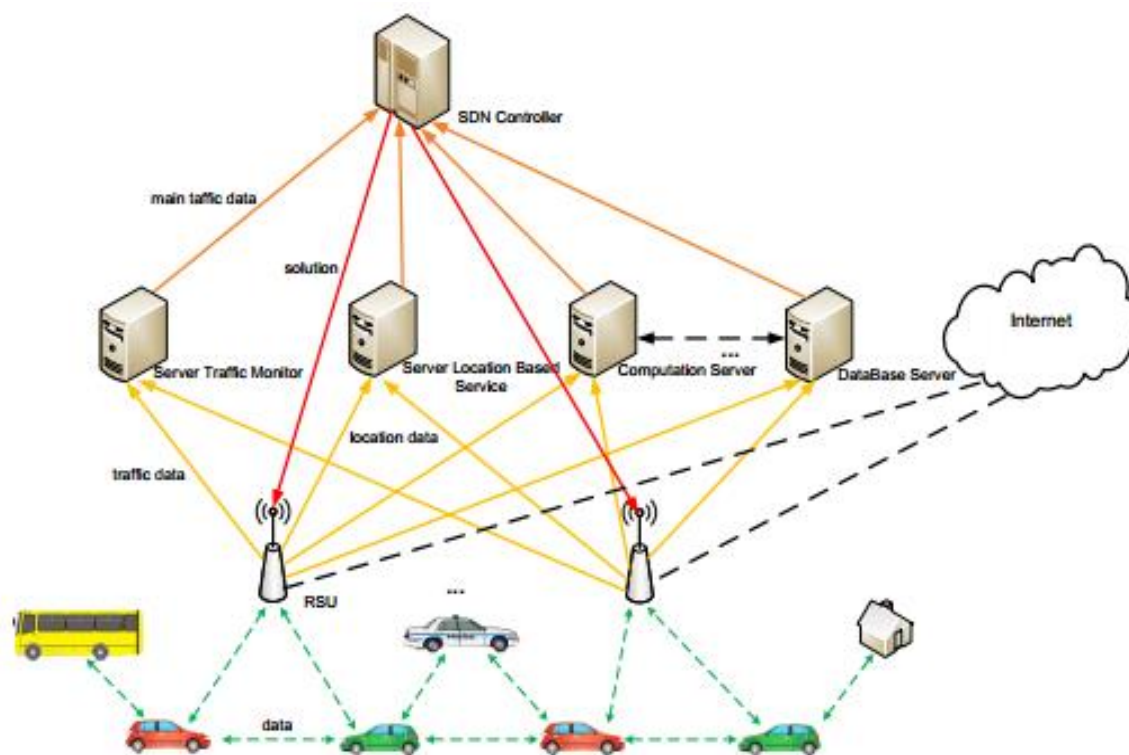 SDN Controller
main taffic data
solution
Internet
Server Traffic Monitor
Server Location Based
Service
Computation Server
...
DataBase Server
location data
traffic data
RSU
...
data